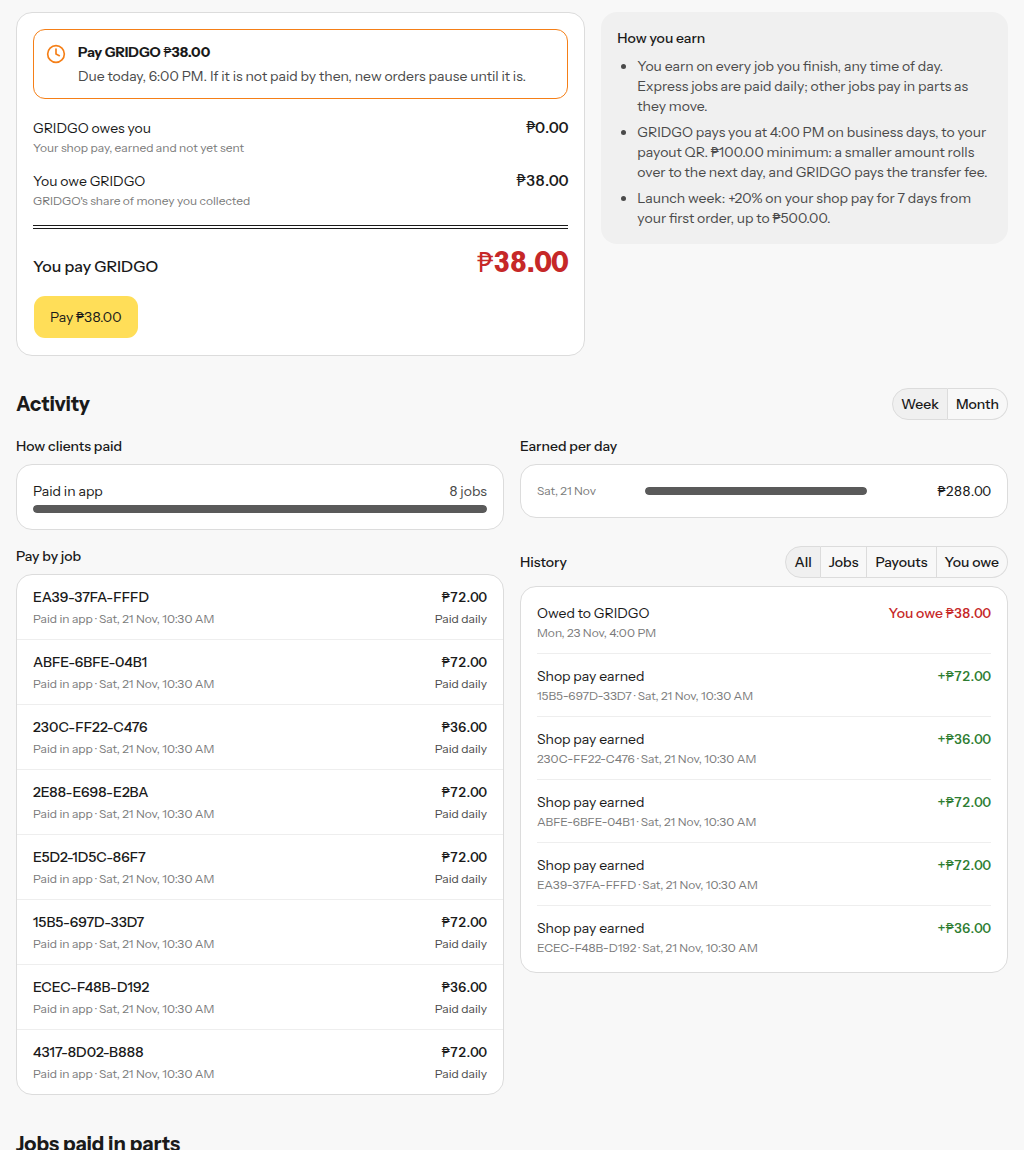 Pay GRIDGO ₱38.00
Due today, 6:00 PM. If it is not paid by then, new orders pause until it is.
GRIDGO owes you
₱0.00
Your shop pay, earned and not yet sent
You owe GRIDGO
₱38.00
GRIDGO's share of money you collected
You pay GRIDGO
₱38.00
Pay ₱38.00
How you earn
You earn on every job you finish, any time of day.
Express jobs are paid daily; other jobs pay in parts as
they move.
GRIDGO pays you at 4:00 PM on business days, to your
payout QR. ₱100.00 minimum: a smaller amount rolls
over to the next day, and GRIDGO pays the transfer fee.
Launch week: +20% on your shop pay for 7 days from
your first order, up to ₱500.00.
Activity
Week
Month
How clients paid
Paid in app
8 jobs
Earned per day
Sat, 21 Nov
₱288.00
Pay by job
EA39-37FA-FFFD
₱72.00
Paid in app · Sat, 21 Nov, 10:30 AM
Paid daily
ABFE-6BFE-04B1
₱72.00
Paid in app · Sat, 21 Nov, 10:30 AM
Paid daily
230C-FF22-C476
₱36.00
Paid in app · Sat, 21 Nov, 10:30 AM
Paid daily
2E88-E698-E2BA
₱72.00
Paid in app · Sat, 21 Nov, 10:30 AM
Paid daily
E5D2-1D5C-86F7
₱72.00
Paid in app · Sat, 21 Nov, 10:30 AM
Paid daily
15B5-697D-33D7
₱72.00
Paid in app · Sat, 21 Nov, 10:30 AM
Paid daily
ECEC-F48B-D192
₱36.00
Paid in app · Sat, 21 Nov, 10:30 AM
Paid daily
4317-8D02-B888
₱72.00
Paid in app · Sat, 21 Nov, 10:30 AM
Paid daily
History
All
Jobs
Payouts
You owe
Owed to GRIDGO
You owe ₱38.00
Mon, 23 Nov, 4:00 PM
Shop pay earned
+₱72.00
15B5-697D-33D7 · Sat, 21 Nov, 10:30 AM
Shop pay earned
+₱36.00
230C-FF22-C476 · Sat, 21 Nov, 10:30 AM
Shop pay earned
+₱72.00
ABFE-6BFE-04B1 · Sat, 21 Nov, 10:30 AM
Shop pay earned
+₱72.00
EA39-37FA-FFFD · Sat, 21 Nov, 10:30 AM
Shop pay earned
+₱36.00
ECEC-F48B-D192 · Sat, 21 Nov, 10:30 AM
Jobs paid in parts